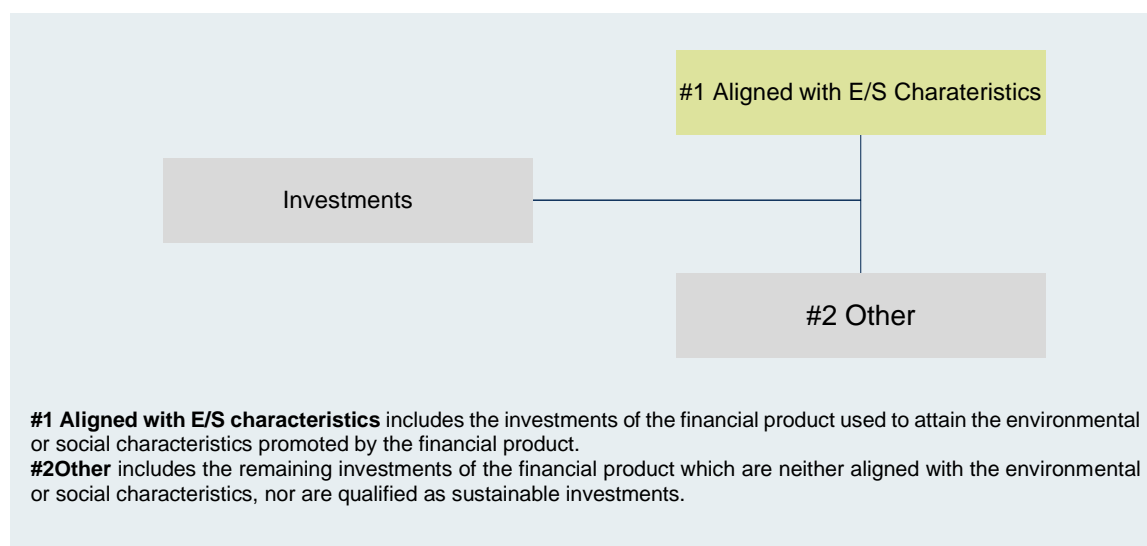 #1 Aligned with E/S Charateristics
Investments
#2 Other
#1 Aligned with E/S characteristics includes the investments of the financial product used to attain the environmental
or social characteristics promoted by the financial product.
#2Other includes the remaining investments of the financial product which are neither aligned with the environmental
or social characteristics, nor are qualified as sustainable investments.